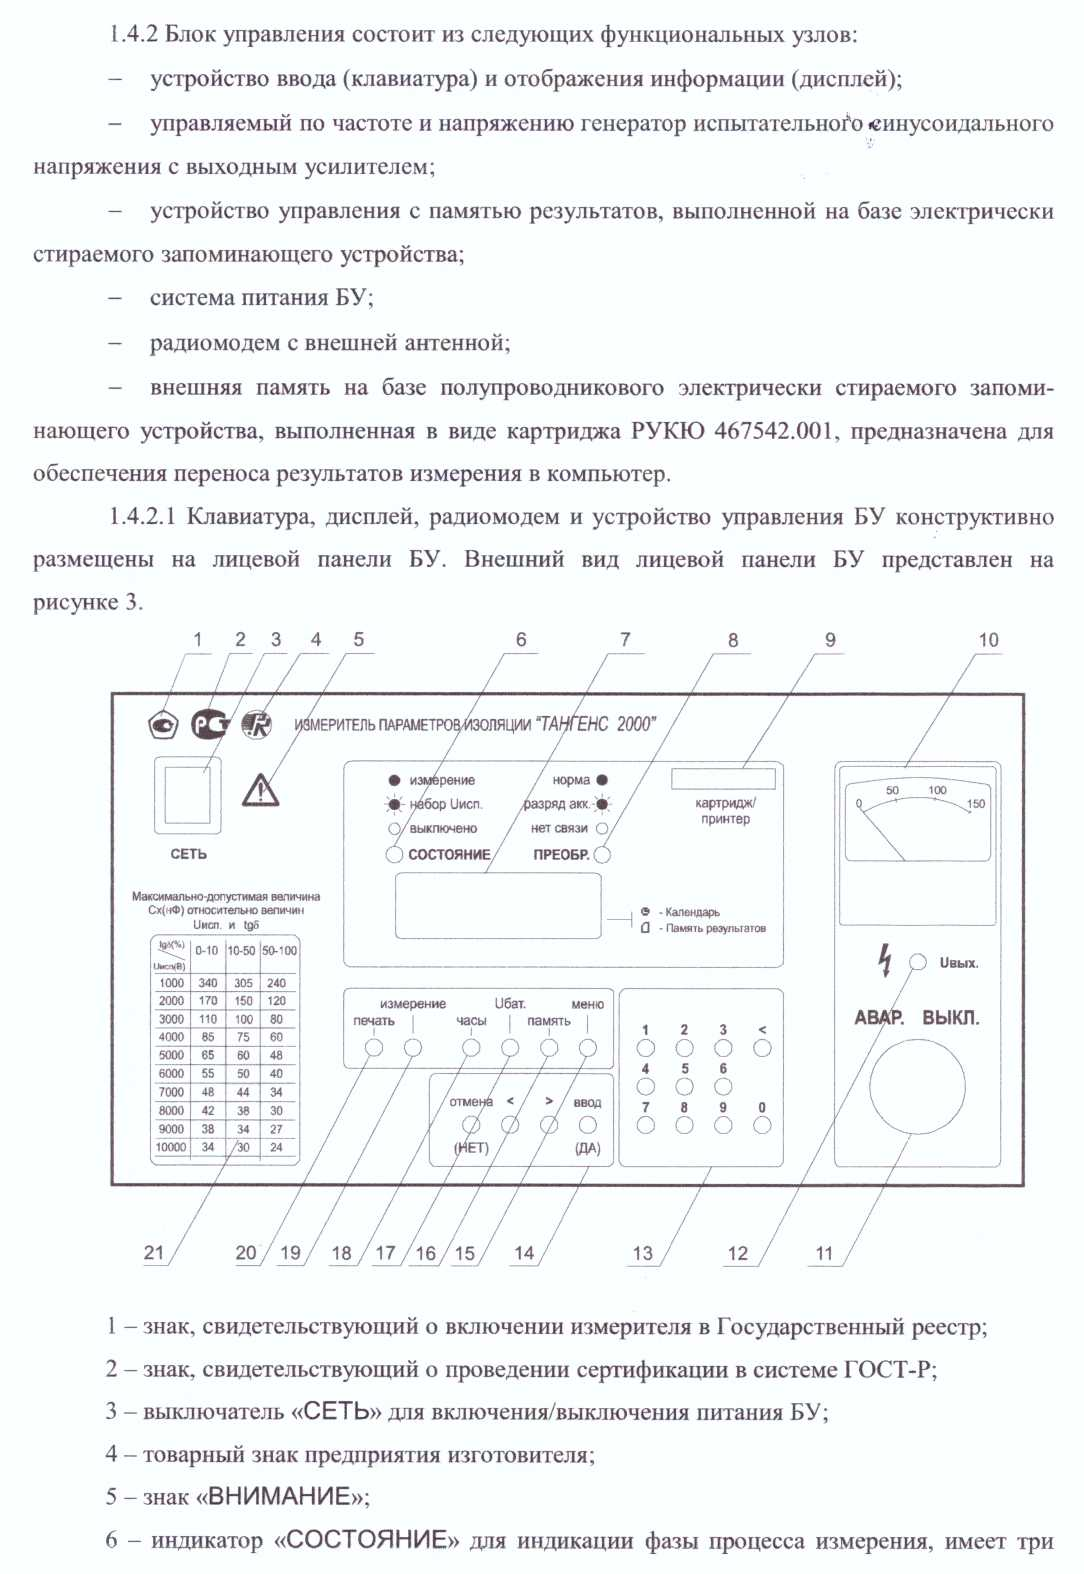 1.4.2 Блок управления состоит из следующих функциональных узлов:
– устройство ввода (клавиатура) и отображения информации (дисплей);
– управляемый по частоте и напряжению генератор испытательного синусоидального
напряжения с выходным усилителем;
– устройство управления с памятью результатов, выполненной на базе электрически
стираемого запоминающего устройства;
– система питания БУ;
– радиомодем с внешней антенной;
– внешняя память на базе полупроводникового электрически стираемого запоми-
нающего устройства, выполненная в виде картриджа РУКЮ 467542.001, предназначена для
обеспечения переноса результатов измерения в компьютер.
1.4.2.1 Клавиатура, дисплей, радиомодем и устройство управления БУ конструктивно
размещены на лицевой панели БУ. Внешний вид лицевой панели БУ представлен на
рисунке 3.
1 2 3 4 5 6 7 8 9 10
РСТ ИЗМЕРИТЕЛЬ ПАРАМЕТРОВ ИЗОЛЯЦИИ "ТАНГЕНС 2000"
СЕТЬ
измерение норма
набор Uисп. разряд акк.
выключено нет связи
СОСТОЯНИЕ ПРЕОБР.
картридж/
принтер
- Календарь
- Память результатов
0 50 100 150
Uвых.
АВАР. ВЫКЛ.
Максимально-допустимая величина
Сх(нФ) относительно величин
Uисп. и tgδ
tgδ(%) 0-10 10-50 50-100
Uисп(В)
1000 340 305 240
2000 170 150 120
3000 110 100 80
4000 85 75 60
5000 65 60 48
6000 55 50 40
7000 48 44 34
8000 42 38 30
9000 38 34 27
10000 34 30 24
измерение Uбат. меню
печать часы память
отмена < > ввод
(НЕТ) (ДА)
1 2 3 <
4 5 6
7 8 9 0
21 20 19 18 17 16 15 14 13 12 11
1 – знак, свидетельствующий о включении измерителя в Государственный реестр;
2 – знак, свидетельствующий о проведении сертификации в системе ГОСТ-Р;
3 – выключатель «СЕТЬ» для включения/выключения питания БУ;
4 – товарный знак предприятия изготовителя;
5 – знак «ВНИМАНИЕ»;
6 – индикатор «СОСТОЯНИЕ» для индикации фазы процесса измерения, имеет три